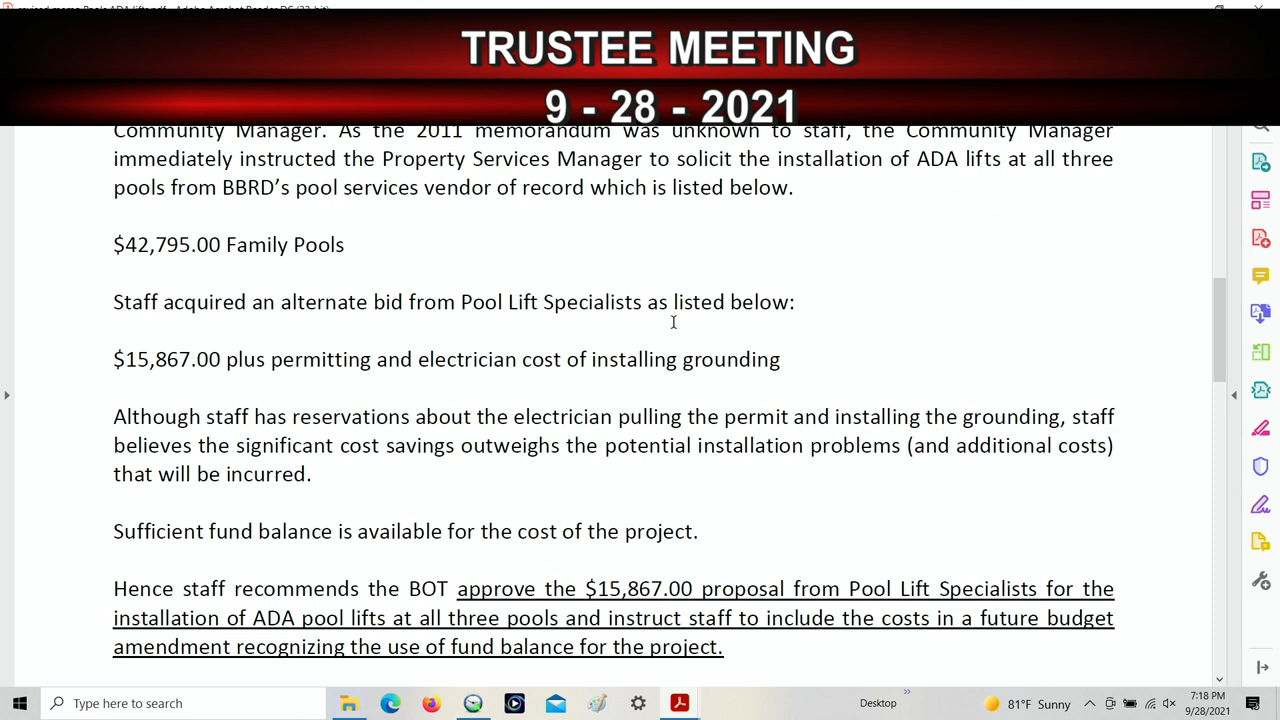 TRUSTEE MEETING
9 - 28 - 2021
Community Manager. As the 2011 memorandum was unknown to staff, the Community Manager
immediately instructed the Property Services Manager to solicit the installation of ADA lifts at all three
pools from BBRD’s pool services vendor of record which is listed below.
$42,795.00 Family Pools
Staff acquired an alternate bid from Pool Lift Specialists as listed below:
$15,867.00 plus permitting and electrician cost of installing grounding
Although staff has reservations about the electrician pulling the permit and installing the grounding, staff
believes the significant cost savings outweighs the potential installation problems (and additional costs)
that will be incurred.
Sufficient fund balance is available for the cost of the project.
Hence staff recommends the BOT approve the $15,867.00 proposal from Pool Lift Specialists for the
installation of ADA pool lifts at all three pools and instruct staff to include the costs in a future budget
amendment recognizing the use of fund balance for the project.
Type here to search
Desktop
81°F Sunny
7:18 PM
9/28/2021